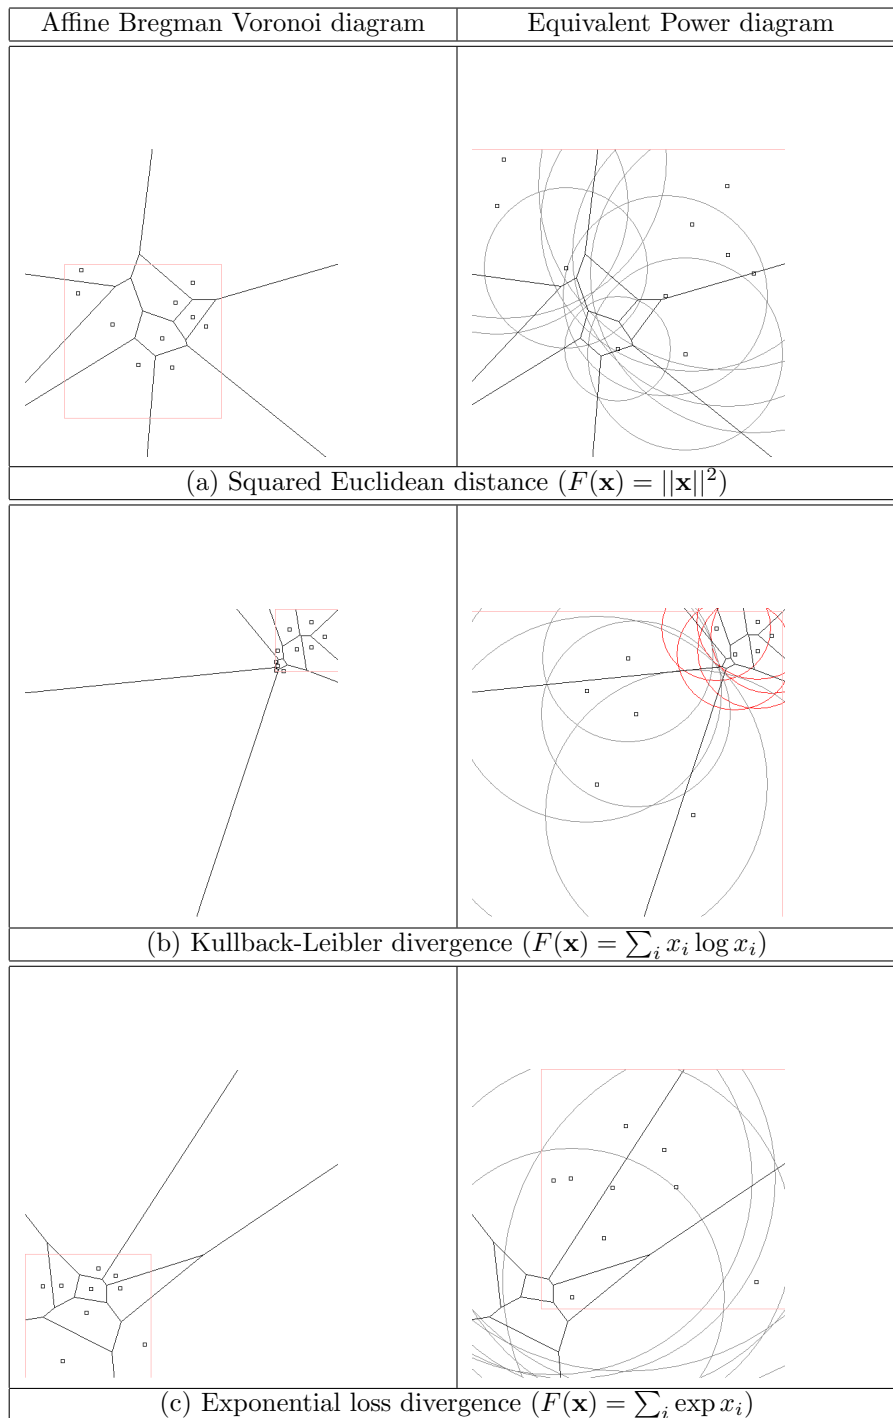 Affine Bregman Voronoi diagram
Equivalent Power diagram
(a) Squared Euclidean distance (F(x) = ||x||²)
(b) Kullback-Leibler divergence (F(x) = ∑ᵢ xᵢ log xᵢ)
(c) Exponential loss divergence (F(x) = ∑ᵢ exp xᵢ)